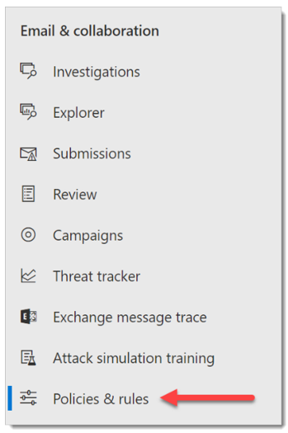 Email & collaboration
Investigations
Explorer
Submissions
Review
Campaigns
Threat tracker
Exchange message trace
Attack simulation training
Policies & rules